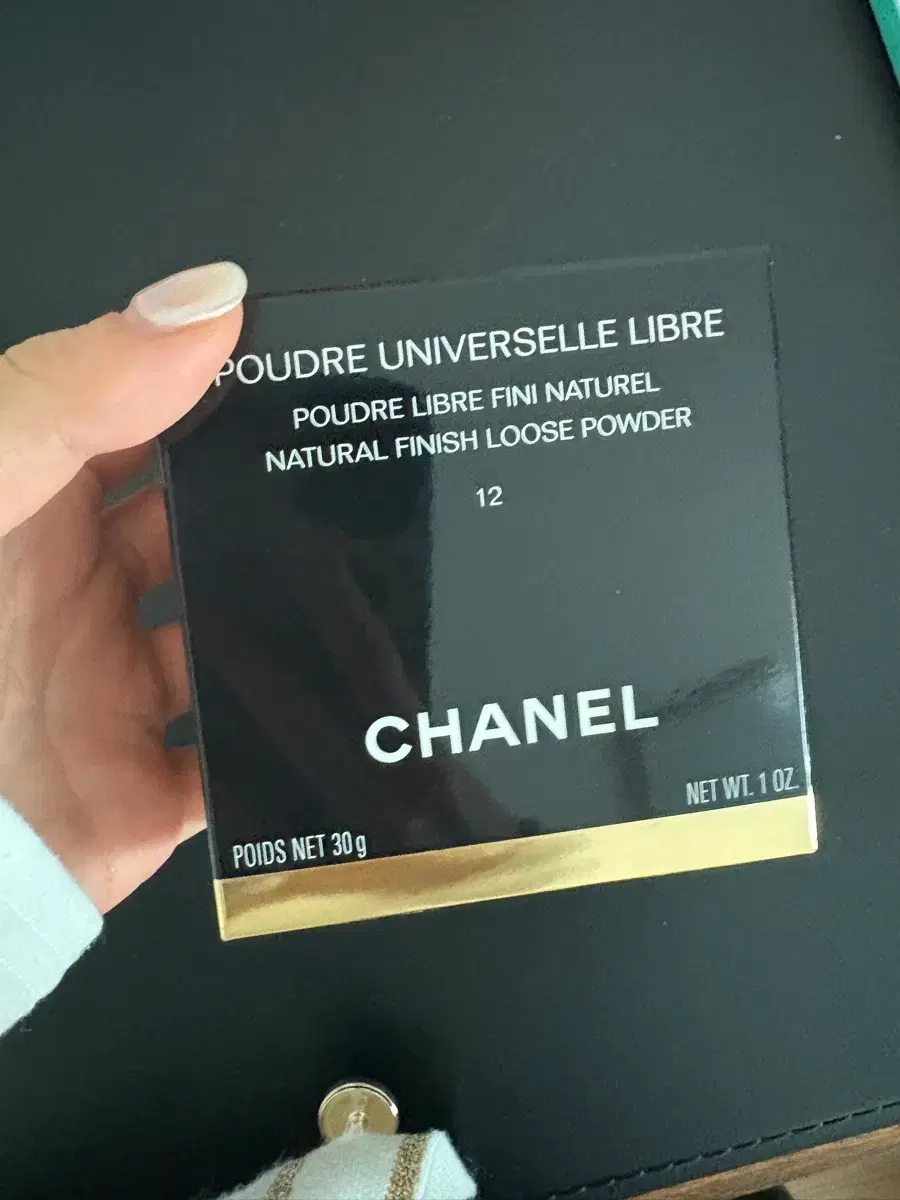 POUDRE UNIVERSELLE LIBRE
POUDRE LIBRE FINI NATUREL
NATURAL FINISH LOOSE POWDER
12
CHANEL
POIDS NET 30 g
NET WT. 1 OZ.